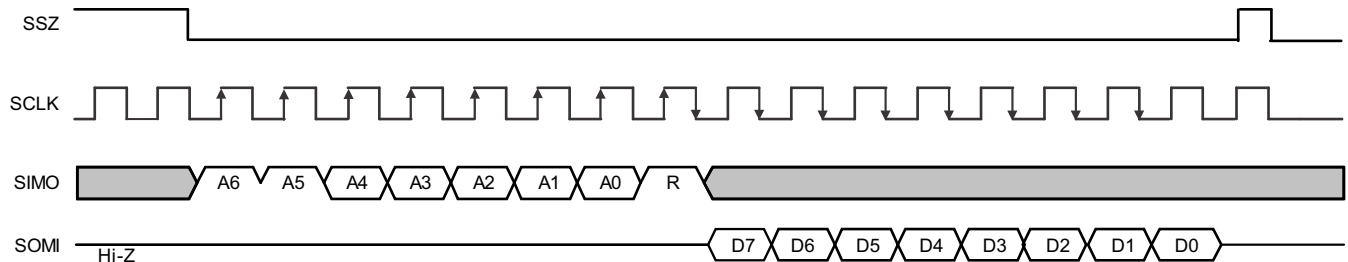 SSZ
SCLK
SIMO A6 A5 A4 A3 A2 A1 A0 R
SOMI Hi-Z D7 D6 D5 D4 D3 D2 D1 D0